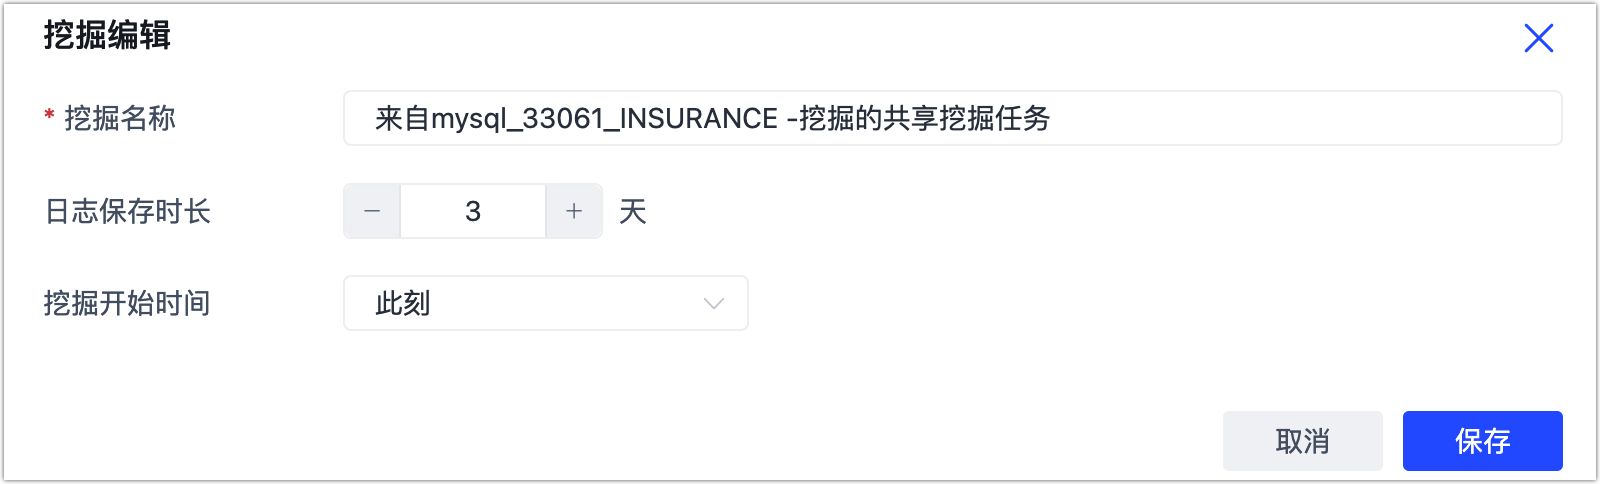 挖掘编辑
* 挖掘名称 来自mysql_33061_INSURANCE -挖掘的共享挖掘任务
日志保存时长 − 3 + 天
挖掘开始时间 此刻
取消 保存